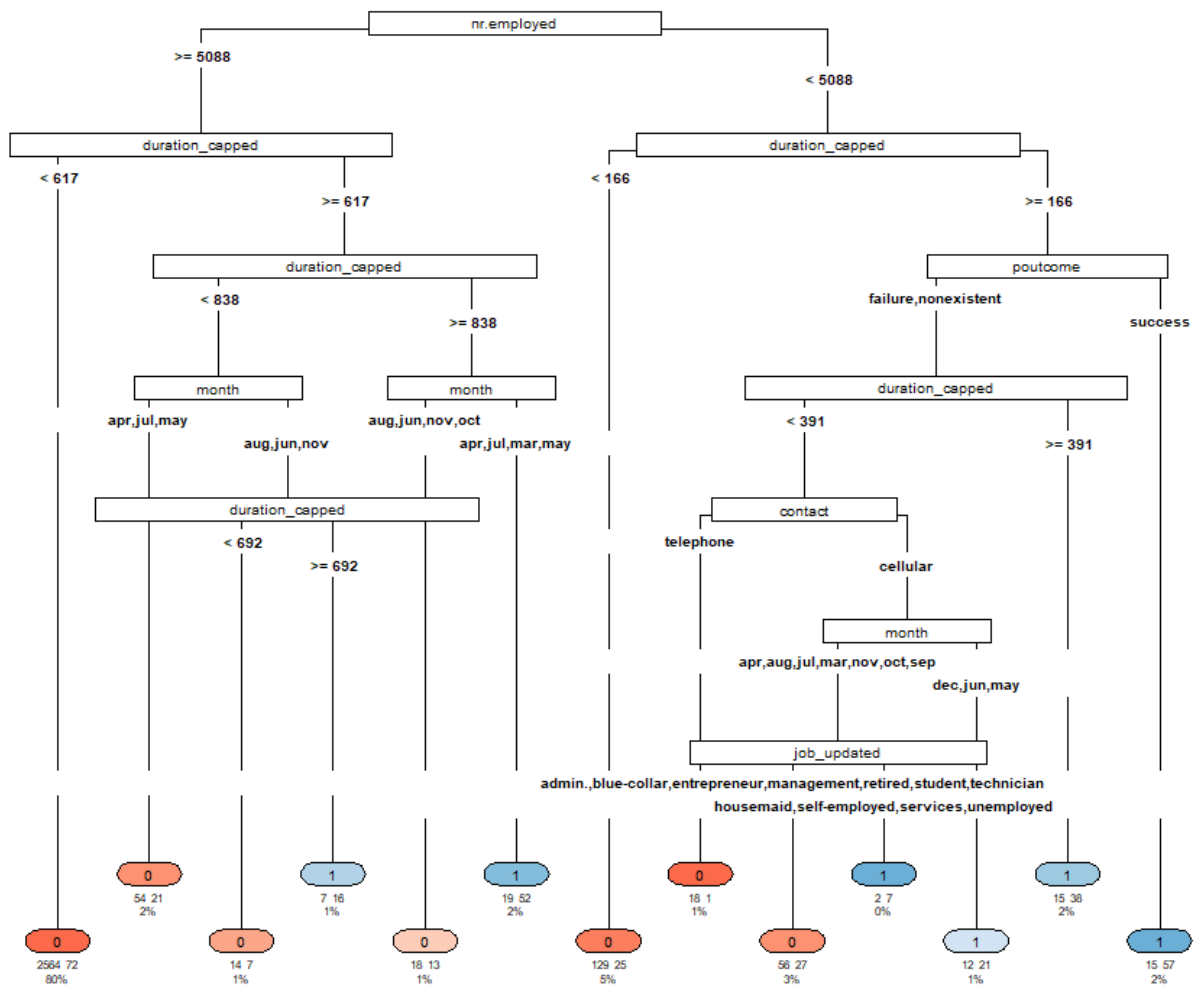 nr.employed
>= 5088
< 5088
duration_capped
duration_capped
< 617
< 166
>= 617
>= 166
duration_capped
poutcome
< 838
failure,nonexistent
>= 838
success
month
month
duration_capped
apr,jul,may
aug,jun,nov,oct
< 391
aug,jun,nov
apr,jul,mar,may
>= 391
duration_capped
contact
< 692
telephone
>= 692
cellular
month
apr,aug,jul,mar,nov,oct,sep
dec,jun,may
job_updated
admin.,blue-collar,entrepreneur,management,retired,student,technician
housemaid,self-employed,services,unemployed
0 1 1 0 1 1
54 21 7 16 19 52 18 1 2 7 15 38
2% 1% 2% 1% 0% 2%
0 0 0 0 0 1 1
2564 72 14 7 18 13 129 25 56 27 12 21 15 57
80% 1% 1% 5% 3% 1% 2%